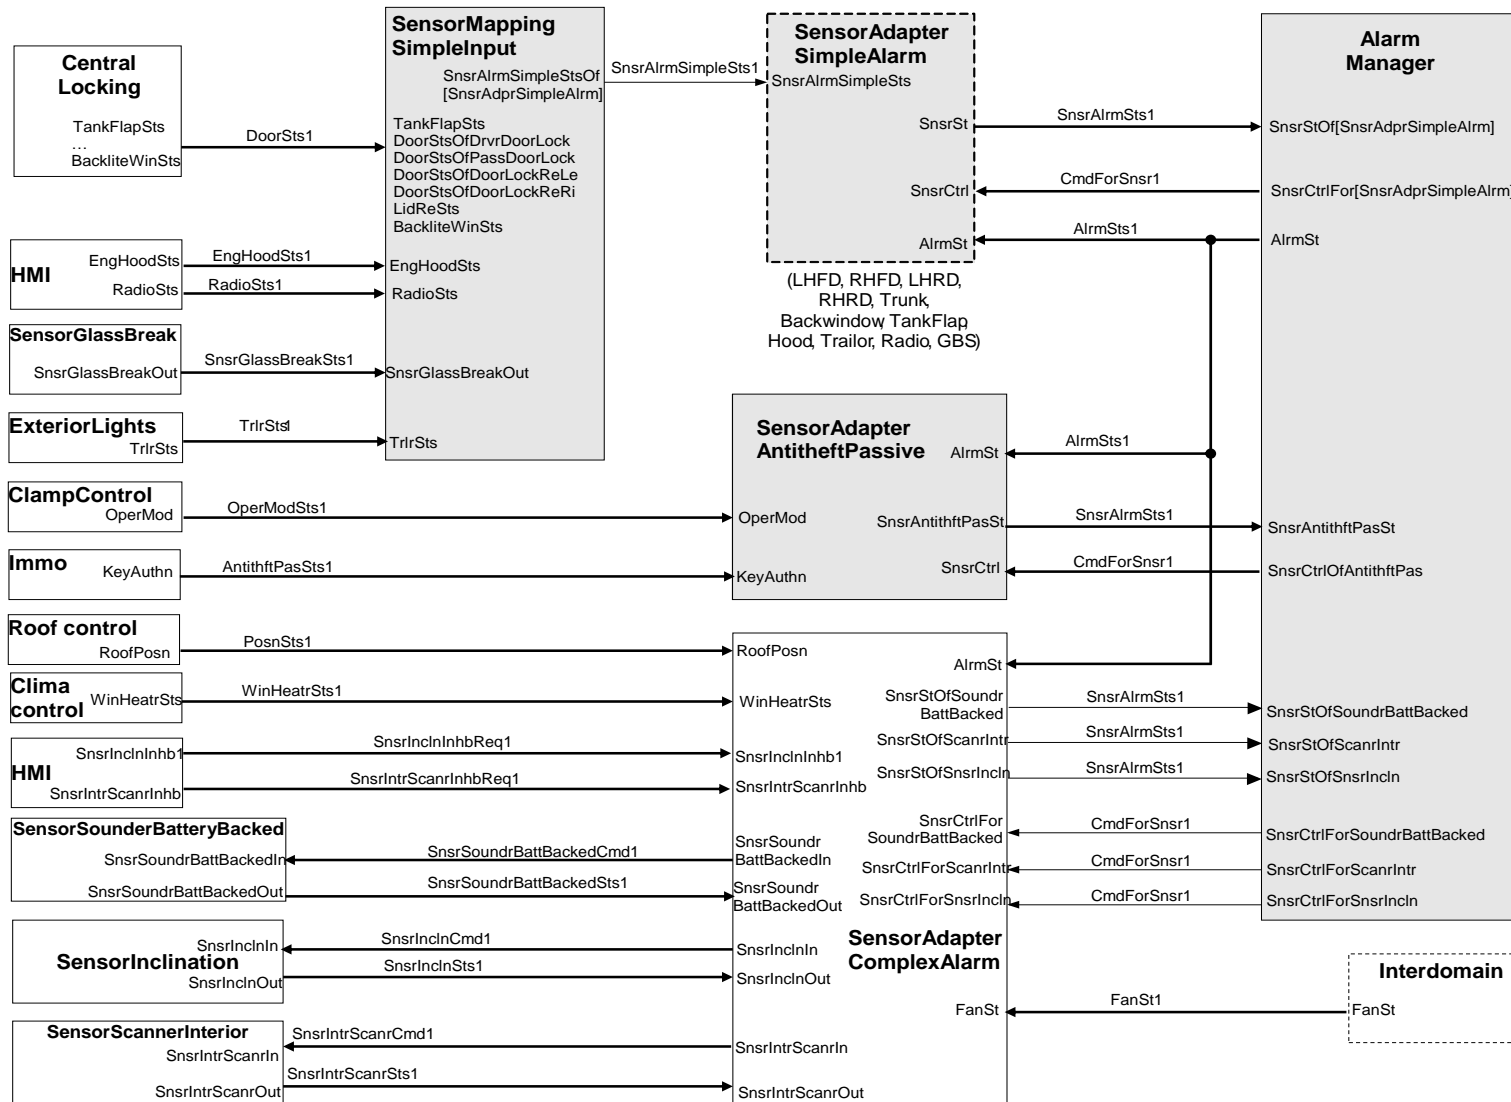 Central
Locking
TankFlapSts
...
BackliteWinSts
DoorSts1
HMI
EngHoodSts
RadioSts
EngHoodSts1
RadioSts1
SensorGlassBreak
SnsrGlassBreakOut
SnsrGlassBreakSts1
ExteriorLights
TrlrSts
TrlrSts1
ClampControl
OperMod
OperModSts1
Immo
KeyAuthn
AntithftPasSts1
Roof control
RoofPosn
PosnSts1
Clima
control
WinHeatrSts
WinHeatrSts1
HMI
SnsrInclnInhb1
SnsrIntrScanrInhb
SnsrInclnInhbReq1
SnsrIntrScanrInhbReq1
SensorSounderBatteryBacked
SnsrSoundrBattBackedIn
SnsrSoundrBattBackedOut
SnsrSoundrBattBackedCmd1
SnsrSoundrBattBackedSts1
SensorInclination
SnsrInclnIn
SnsrInclnOut
SnsrInclnCmd1
SnsrInclnSts1
SensorScannerInterior
SnsrIntrScanrIn
SnsrIntrScanrOut
SnsrIntrScanrCmd1
SnsrIntrScanrSts1
SensorMapping
SimpleInput
SnsrAlrmSimpleStsOf
[SnsrAdprSimpleAlrm]
TankFlapSts
DoorStsOfDrvrDoorLock
DoorStsOfPassDoorLock
DoorStsOfDoorLockReLe
DoorStsOfDoorLockReRi
LidReSts
BackliteWinSts
EngHoodSts
RadioSts
SnsrGlassBreakOut
TrlrSts
SnsrAlrmSimpleSts1
SensorAdapter
SimpleAlarm
SnsrAlrmSimpleSts
SnsrSt
SnsrCtrl
AlrmSt
(LHFD, RHFD, LHRD,
RHRD, Trunk,
Backwindow, TankFlap,
Hood, Trailor, Radio, GBS)
SnsrAlrmSts1
CmdForSnsr1
AlrmSts1
SensorAdapter
AntitheftPassive
AlrmSt
OperMod
SnsrAntithftPasSt
KeyAuthn
SnsrCtrl
AlrmSts1
SnsrAlrmSts1
CmdForSnsr1
RoofPosn
AlrmSt
WinHeatrSts
SnsrStOfSoundr
BattBacked
SnsrStOfScanrIntr
SnsrInclnInhb1
SnsrStOfSnsrIncln
SnsrIntrScanrInhb
SnsrCtrlFor
SoundrBattBacked
SnsrSoundr
BattBackedIn
SnsrCtrlForScanrIntr
SnsrSoundr
BattBackedOut
SnsrCtrlForSnsrIncln
SensorAdapter
ComplexAlarm
SnsrInclnIn
SnsrInclnOut
FanSt
SnsrIntrScanrIn
SnsrIntrScanrOut
SnsrAlrmSts1
SnsrAlrmSts1
SnsrAlrmSts1
CmdForSnsr1
CmdForSnsr1
CmdForSnsr1
FanSt1
Alarm
Manager
SnsrStOf[SnsrAdprSimpleAlrm]
SnsrCtrlFor[SnsrAdprSimpleAlrm]
AlrmSt
SnsrAntithftPasSt
SnsrCtrlOfAntithftPas
SnsrStOfSoundrBattBacked
SnsrStOfScanrIntr
SnsrStOfSnsrIncln
SnsrCtrlForSoundrBattBacked
SnsrCtrlForScanrIntr
SnsrCtrlForSnsrIncln
Interdomain
FanSt